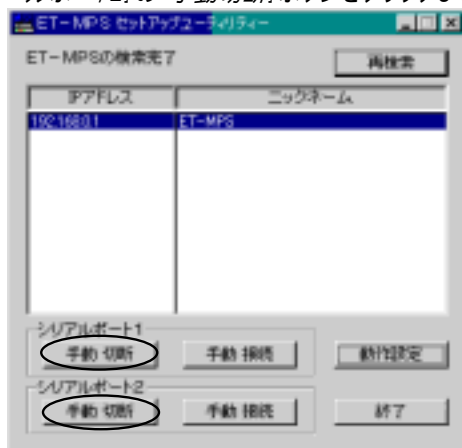 ET-MPS セットアップユーティリティー
ET-MPSの検索完了
再検索
IPアドレス ニックネーム
192.168.0.1 ET-MPS
シリアルポート1
手動 切断 手動 接続 動作設定
シリアルポート2
手動 切断 手動 接続 終了